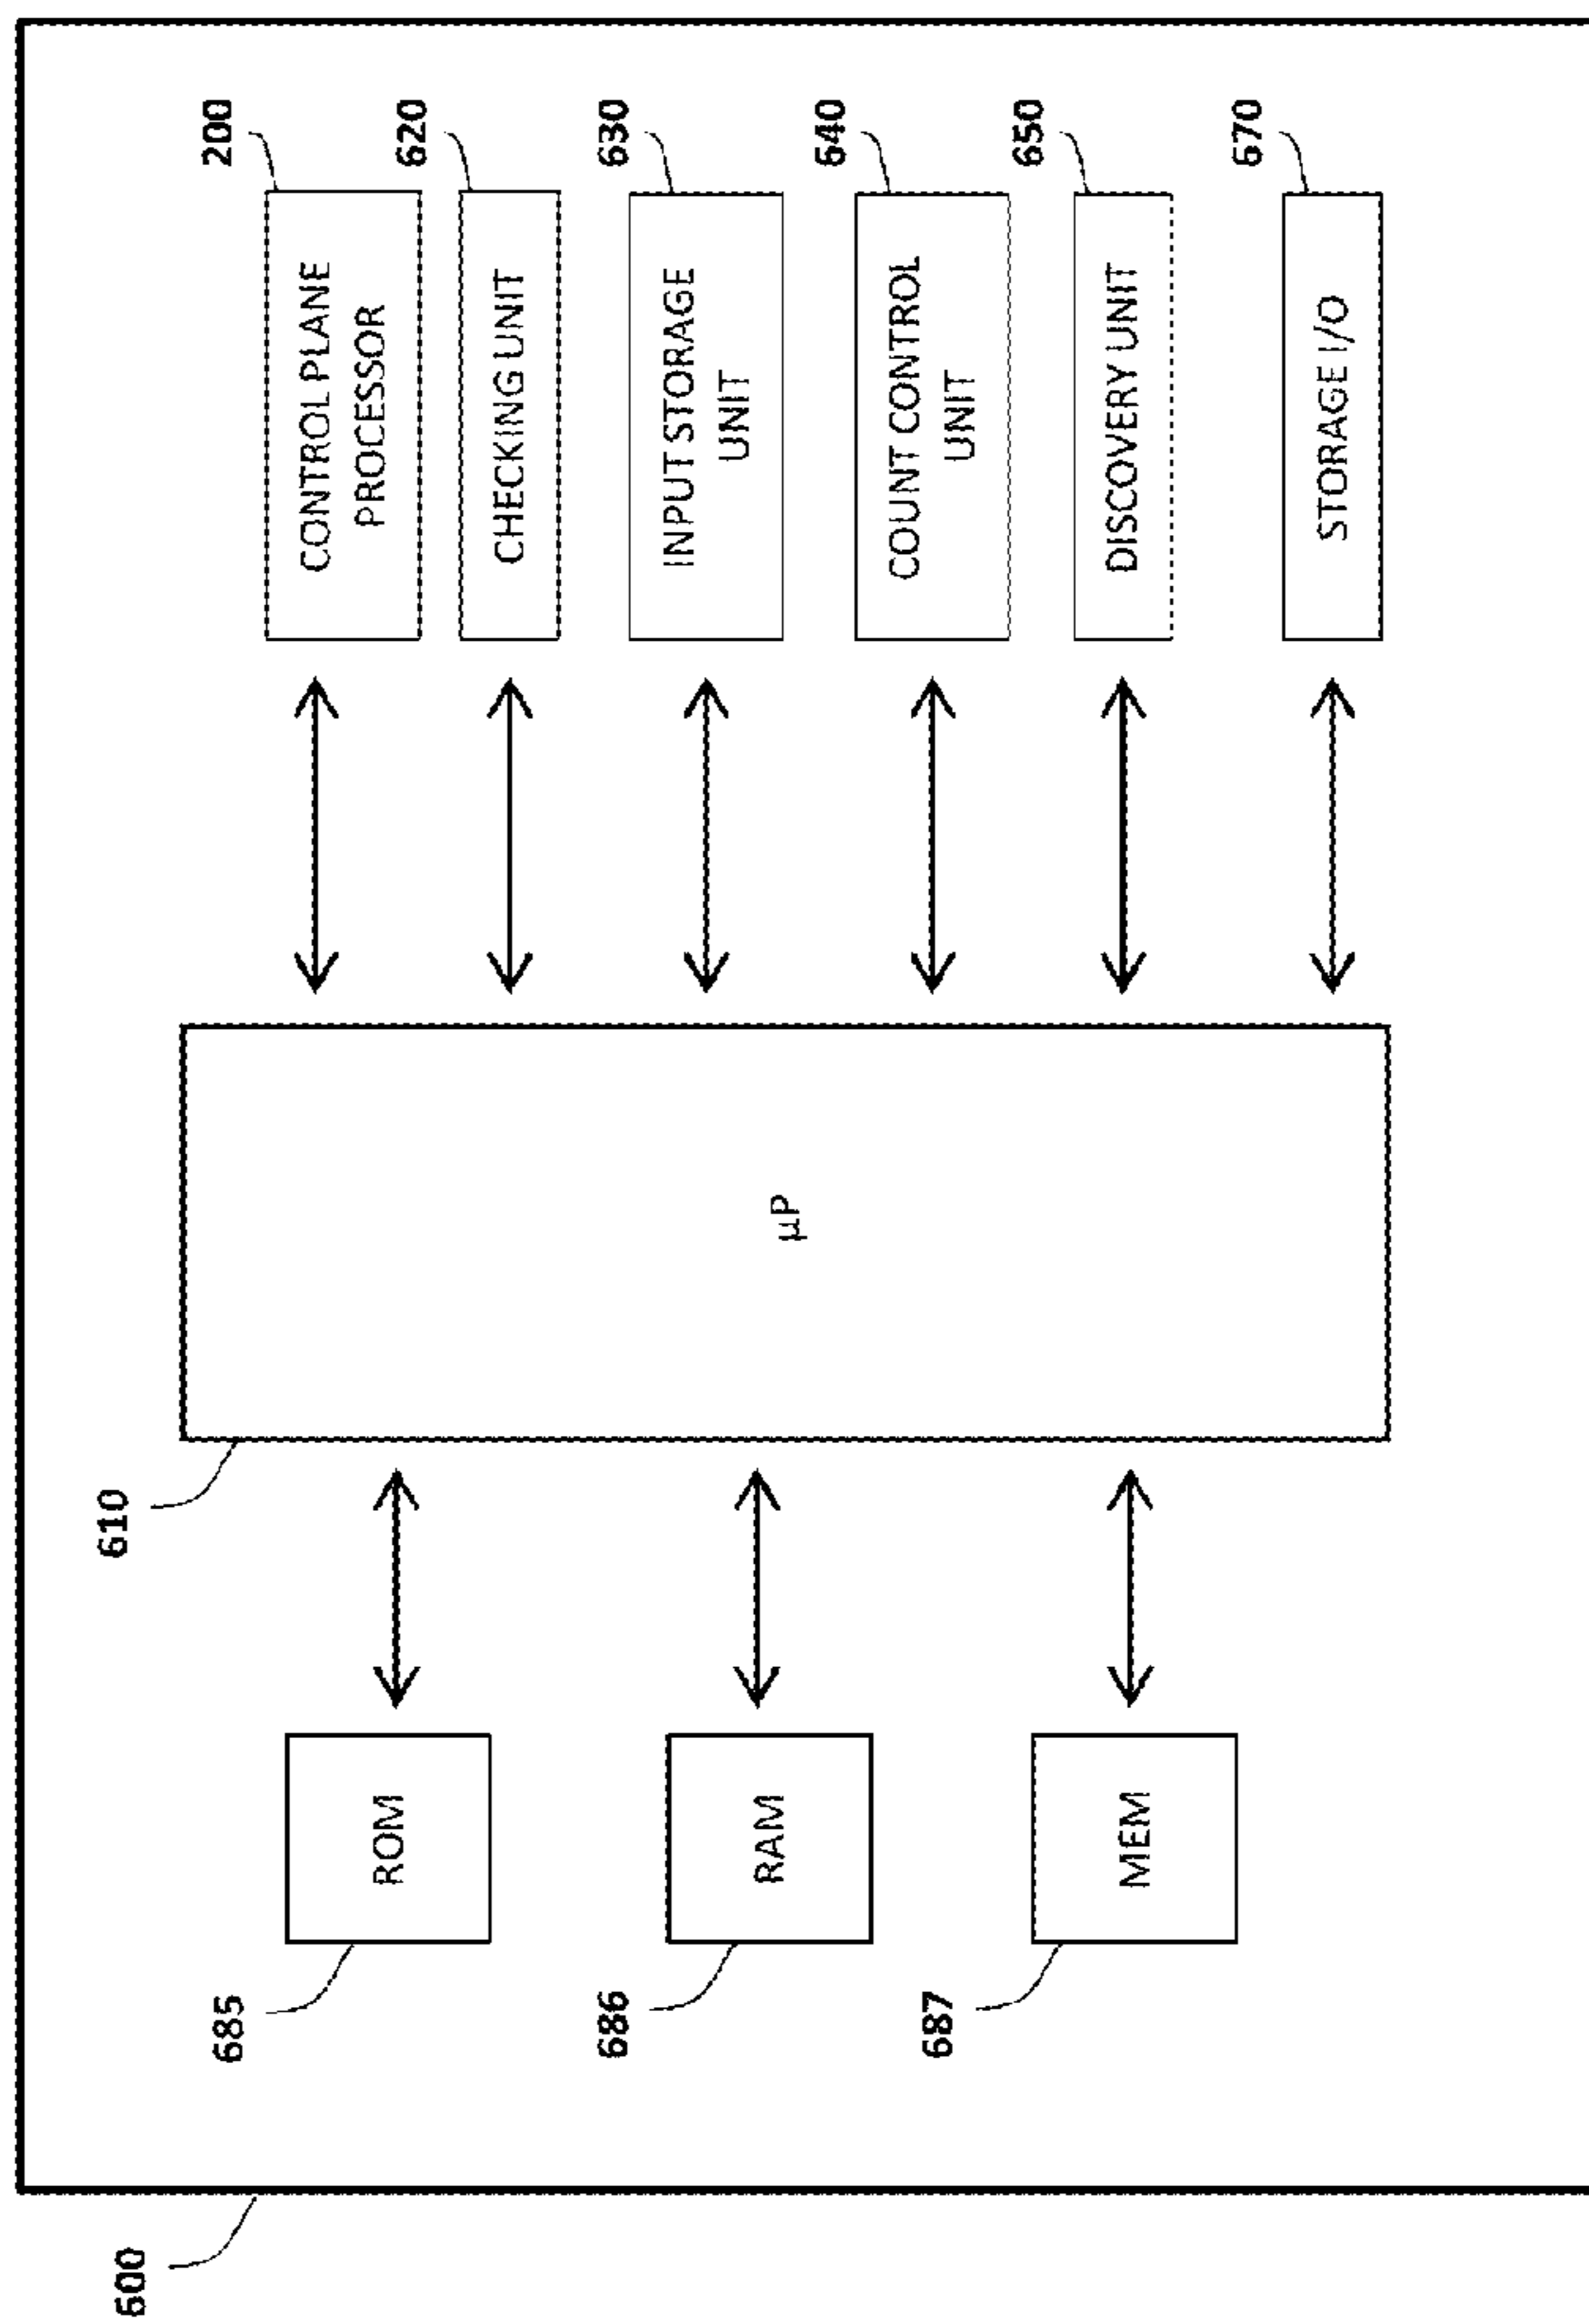 600
610
685
ROM
686
RAM
687
MEM
µP
200
CONTROL PLANE
PROCESSOR
620
CHECKING UNIT
630
INPUT STORAGE
UNIT
640
COUNT CONTROL
UNIT
650
DISCOVERY UNIT
670
STORAGE I/O